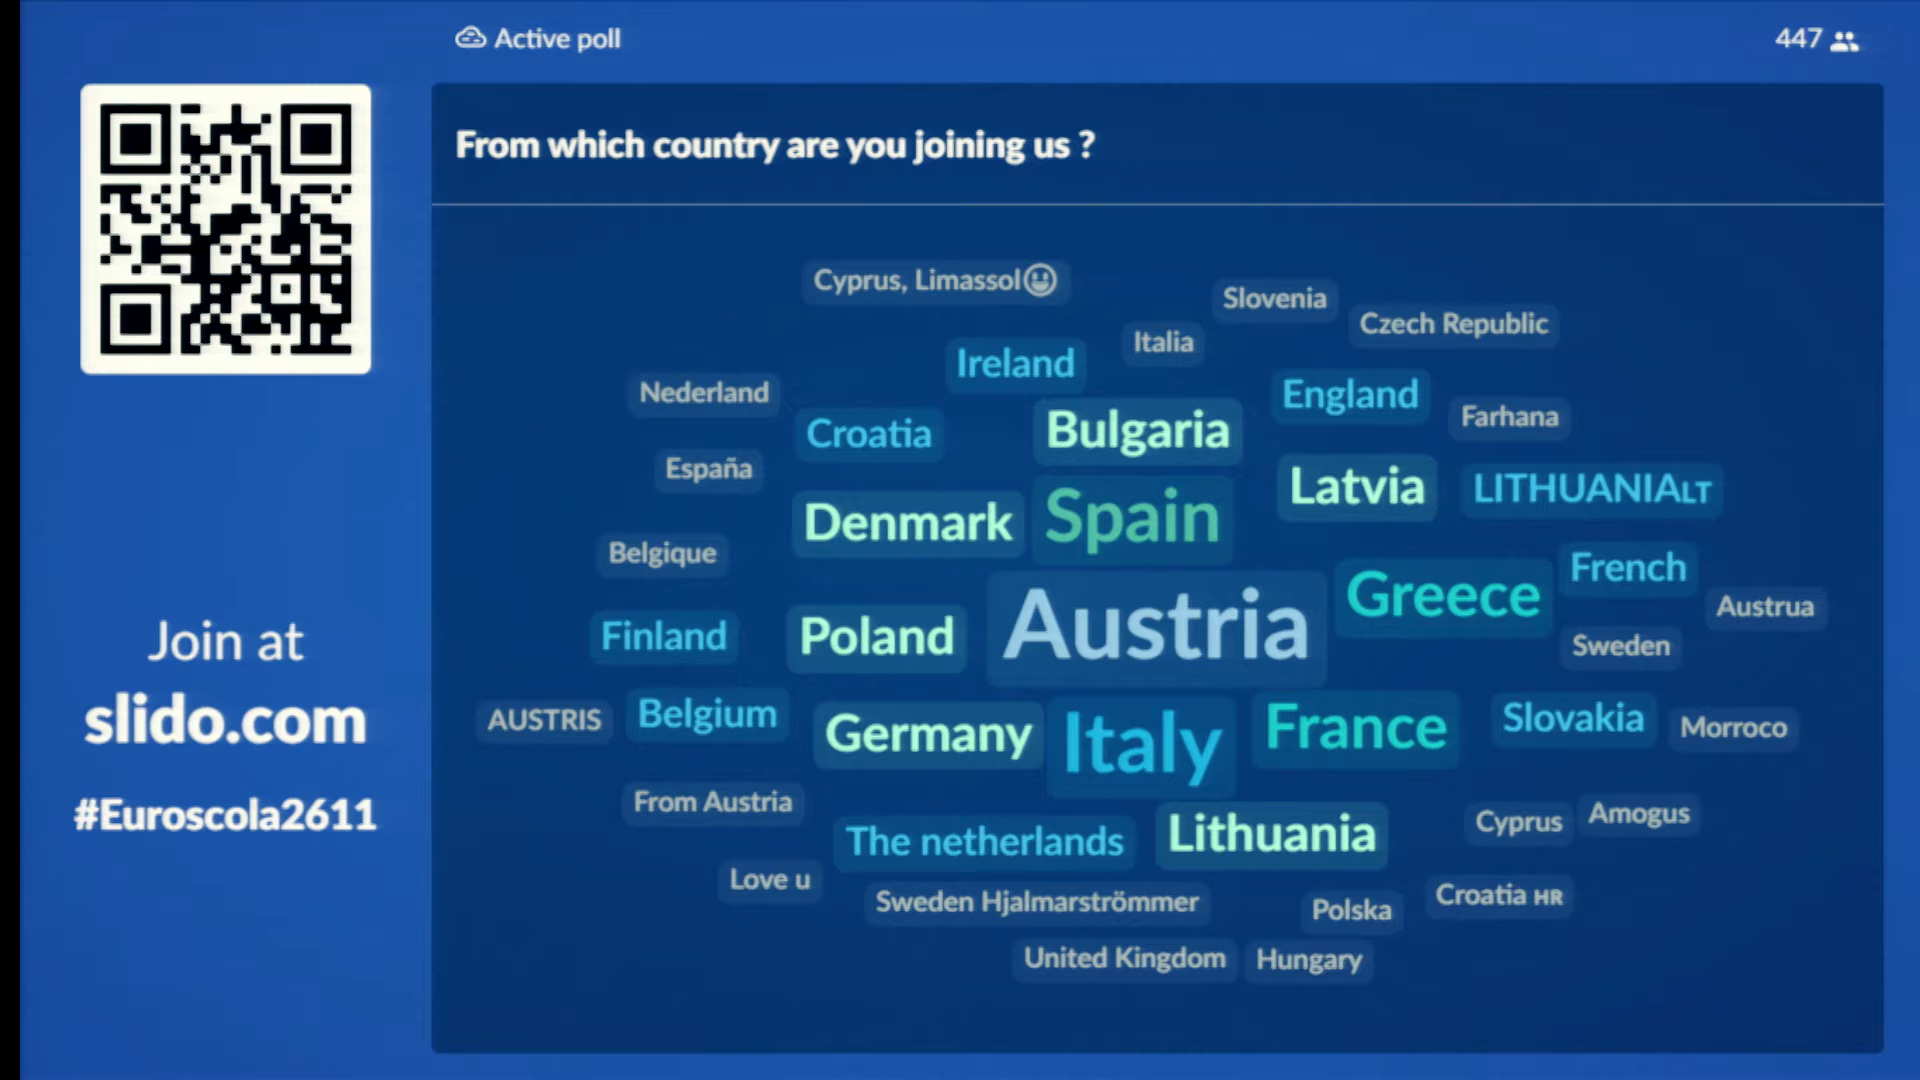 Active poll
447
From which country are you joining us ?
Cyprus, Limassol😃
Slovenia
Czech Republic
Italia
Ireland
Nederland
England
Farhana
Croatia
Bulgaria
España
Latvia
LITHUANIALT
Denmark
Spain
Belgique
French
Greece
Austrua
Finland
Poland
Austria
Sweden
AUSTRIS
Belgium
Germany
Italy
France
Slovakia
Morroco
From Austria
The netherlands
Lithuania
Cyprus
Amogus
Love u
Sweden Hjalmarströmmer
Polska
Croatia HR
United Kingdom
Hungary
Join at
slido.com
#Euroscola2611